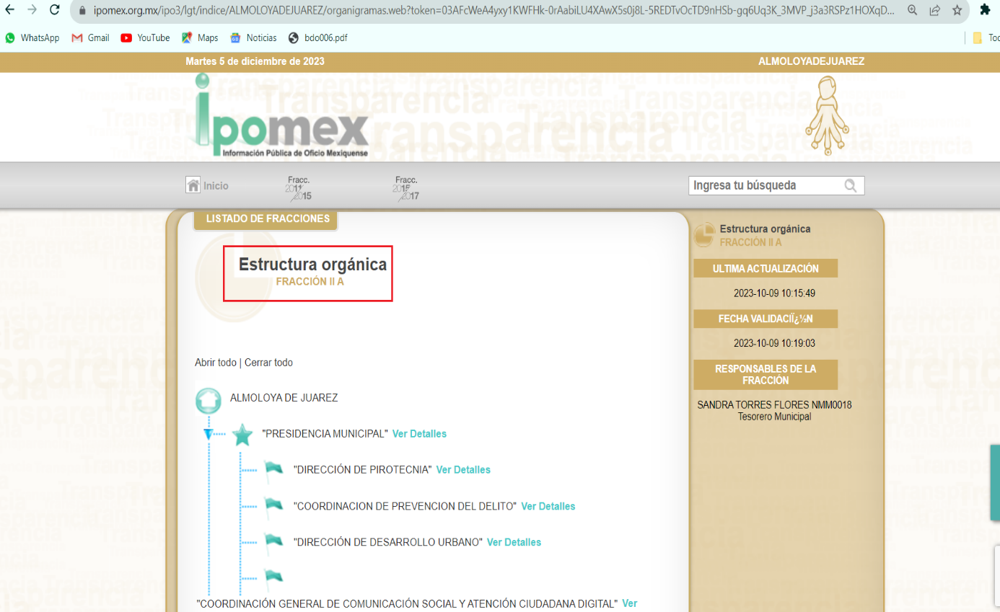 ipomex.org.mx/ipo3/lgt/indice/ALMOLOYADEJUAREZ/organigramas.web?token=03AFcWeA4yxy1KWFHk-0rAabiLU4XAwX5s0j8L-5REDTvOcTD9nHSb-gq6Uq3K_3MVP_j3a3RSPz1HOXqD...
WhatsApp Gmail YouTube Maps Noticias bdo006.pdf
Martes 5 de diciembre de 2023 ALMOLOYADEJUAREZ
Transparencia
ipomex
Información Pública de Oficio Mexiquense
Inicio
Fracc.
2011
2015
Fracc.
2015
2017
Ingresa tu búsqueda
LISTADO DE FRACCIONES
Estructura orgánica
FRACCIÓN II A
Abrir todo | Cerrar todo
ALMOLOYA DE JUAREZ
"PRESIDENCIA MUNICIPAL" Ver Detalles
"DIRECCIÓN DE PIROTECNIA" Ver Detalles
"COORDINACION DE PREVENCION DEL DELITO" Ver Detalles
"DIRECCIÓN DE DESARROLLO URBANO" Ver Detalles
"COORDINACIÓN GENERAL DE COMUNICACIÓN SOCIAL Y ATENCIÓN CIUDADANA DIGITAL" Ver
Estructura orgánica
FRACCIÓN II A
ULTIMA ACTUALIZACIÓN
2023-10-09 10:15:49
FECHA VALIDACIÏ¿½N
2023-10-09 10:19:03
RESPONSABLES DE LA
FRACCIÓN
SANDRA TORRES FLORES NMM0018
Tesorero Municipal